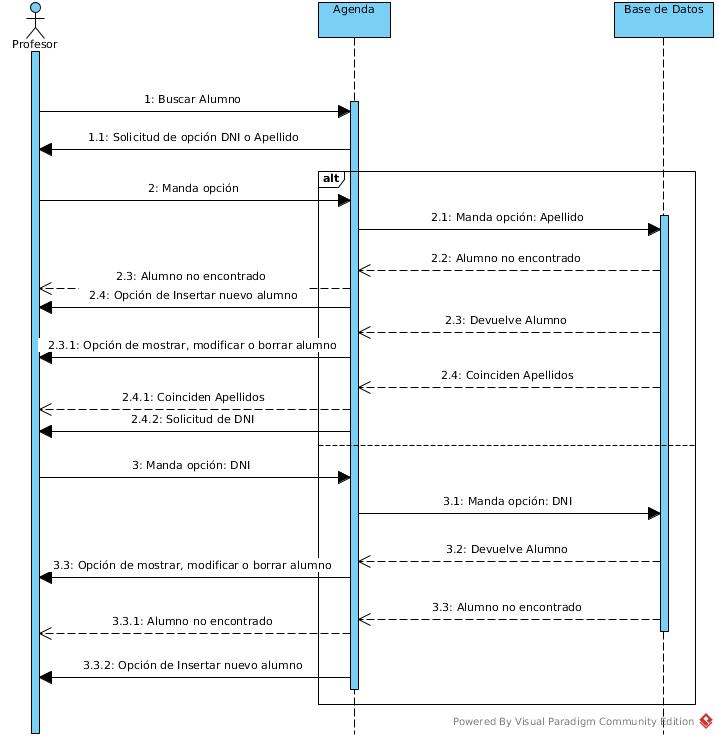 Agenda
Base de Datos
Profesor
1: Buscar Alumno
1.1: Solicitud de opción DNI o Apellido
alt
2: Manda opción
2.1: Manda opción: Apellido
2.2: Alumno no encontrado
2.3: Alumno no encontrado
2.4: Opción de Insertar nuevo alumno
2.3: Devuelve Alumno
2.3.1: Opción de mostrar, modificar o borrar alumno
2.4: Coinciden Apellidos
2.4.1: Coinciden Apellidos
2.4.2: Solicitud de DNI
3: Manda opción: DNI
3.1: Manda opción: DNI
3.2: Devuelve Alumno
3.3: Opción de mostrar, modificar o borrar alumno
3.3: Alumno no encontrado
3.3.1: Alumno no encontrado
3.3.2: Opción de Insertar nuevo alumno
Powered By Visual Paradigm Community Edition